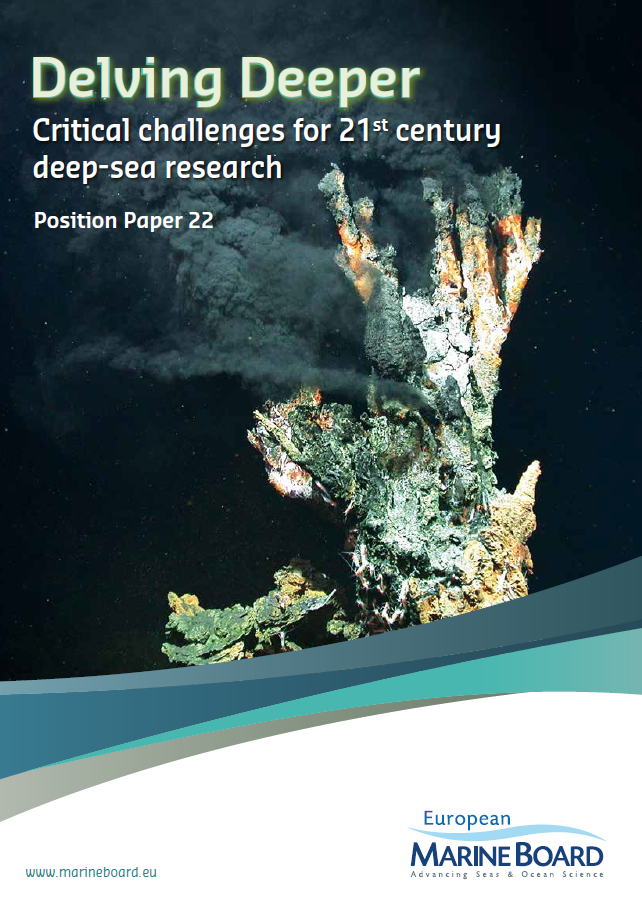 Delving Deeper
Critical challenges for 21st century
deep-sea research
Position Paper 22
European
MARINE BOARD
Advancing Seas & Ocean Science
www.marineboard.eu